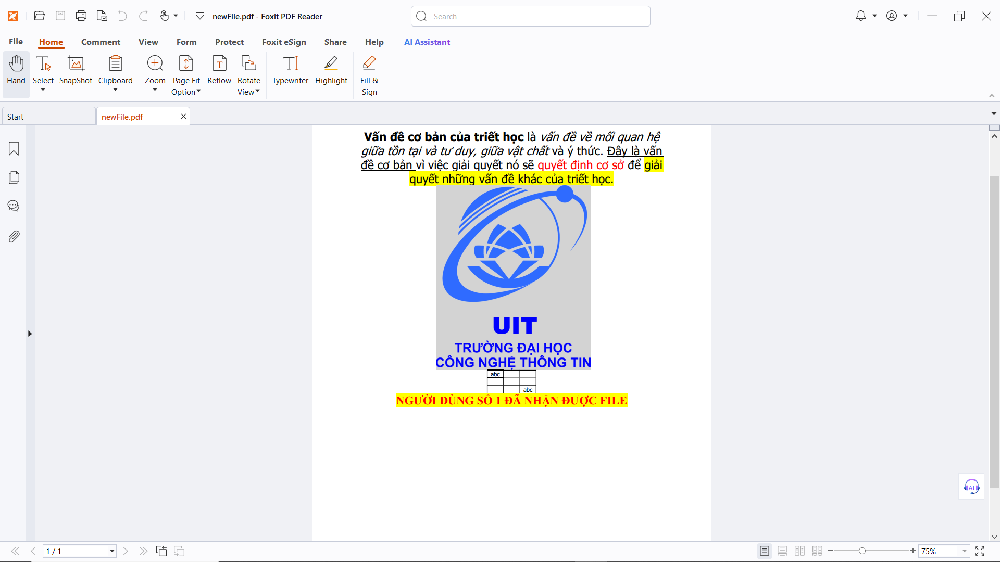 newFile.pdf - Foxit PDF Reader
Search
File Home Comment View Form Protect Foxit eSign Share Help AI Assistant
Hand Select SnapShot Clipboard Zoom Page Fit Option Reflow Rotate View Typewriter Highlight Fill & Sign
Start newFile.pdf
Vấn đề cơ bản của triết học là vấn đề về mối quan hệ
giữa tồn tại và tư duy, giữa vật chất và ý thức. Đây là vấn
đề cơ bản vì việc giải quyết nó sẽ quyết định cơ sở để giải
quyết những vấn đề khác của triết học.
UIT
TRƯỜNG ĐẠI HỌC
CÔNG NGHỆ THÔNG TIN
abc
abc
NGƯỜI DÙNG SỐ 1 ĐÃ NHẬN ĐƯỢC FILE
AI
1 / 1
75%